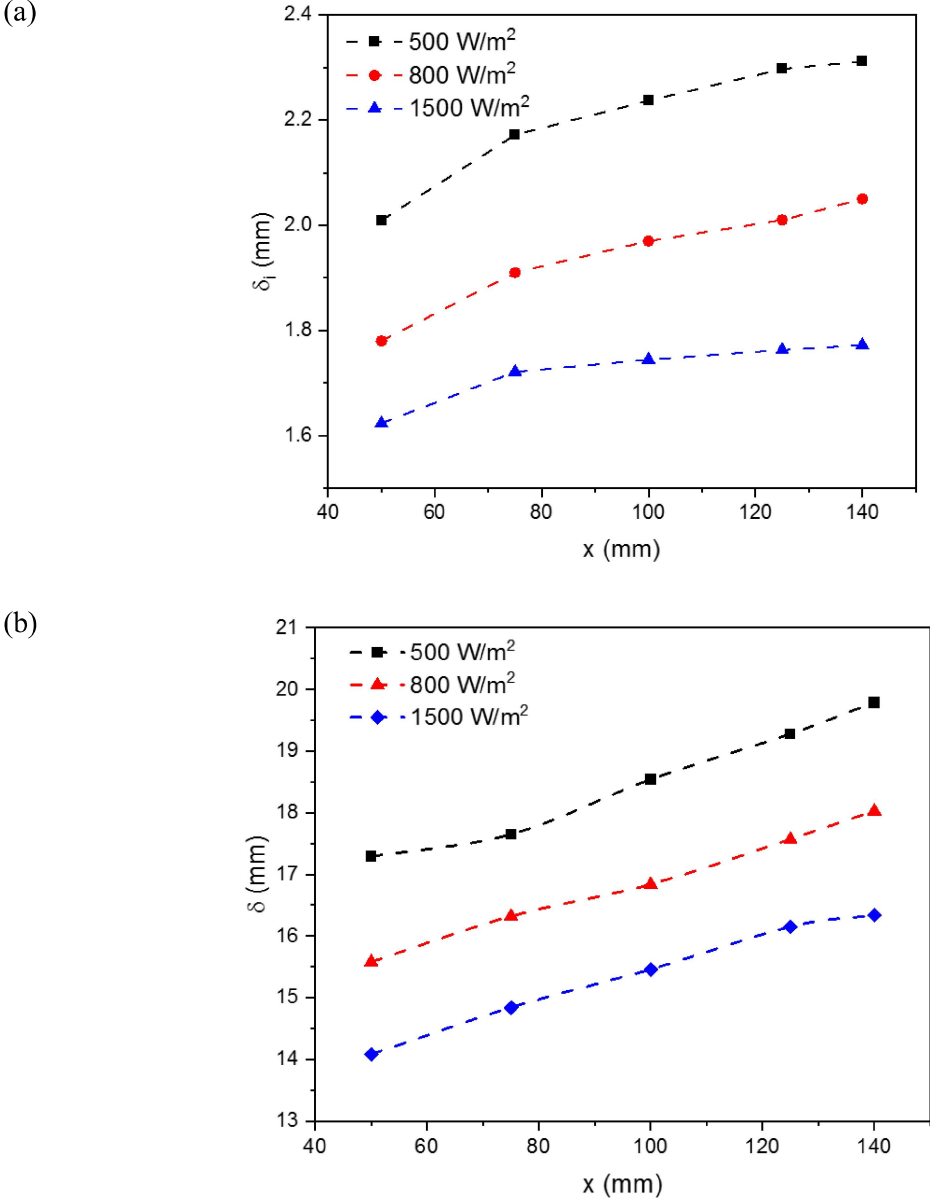 (a)
2.4
500 W/m²
800 W/m²
1500 W/m²
2.2
2.0
1.8
1.6
δᵢ (mm)
40 60 80 100 120 140
x (mm)
(b)
21
500 W/m²
800 W/m²
1500 W/m²
20
19
18
17
16
15
14
13
δ (mm)
40 60 80 100 120 140
x (mm)